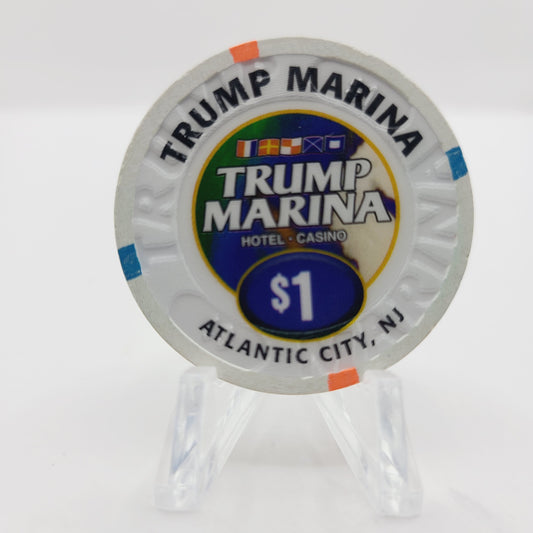 TRUMP MARINA
TRUMP
MARINA
HOTEL · CASINO
$1
ATLANTIC CITY, NJ